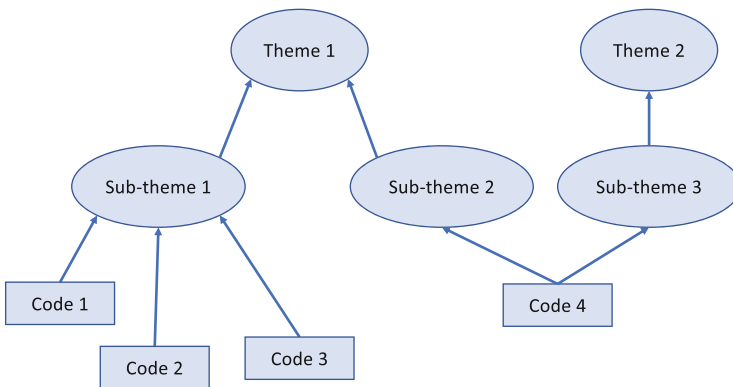 Theme 1
Theme 2
Sub-theme 1
Sub-theme 2
Sub-theme 3
Code 1
Code 4
Code 2
Code 3